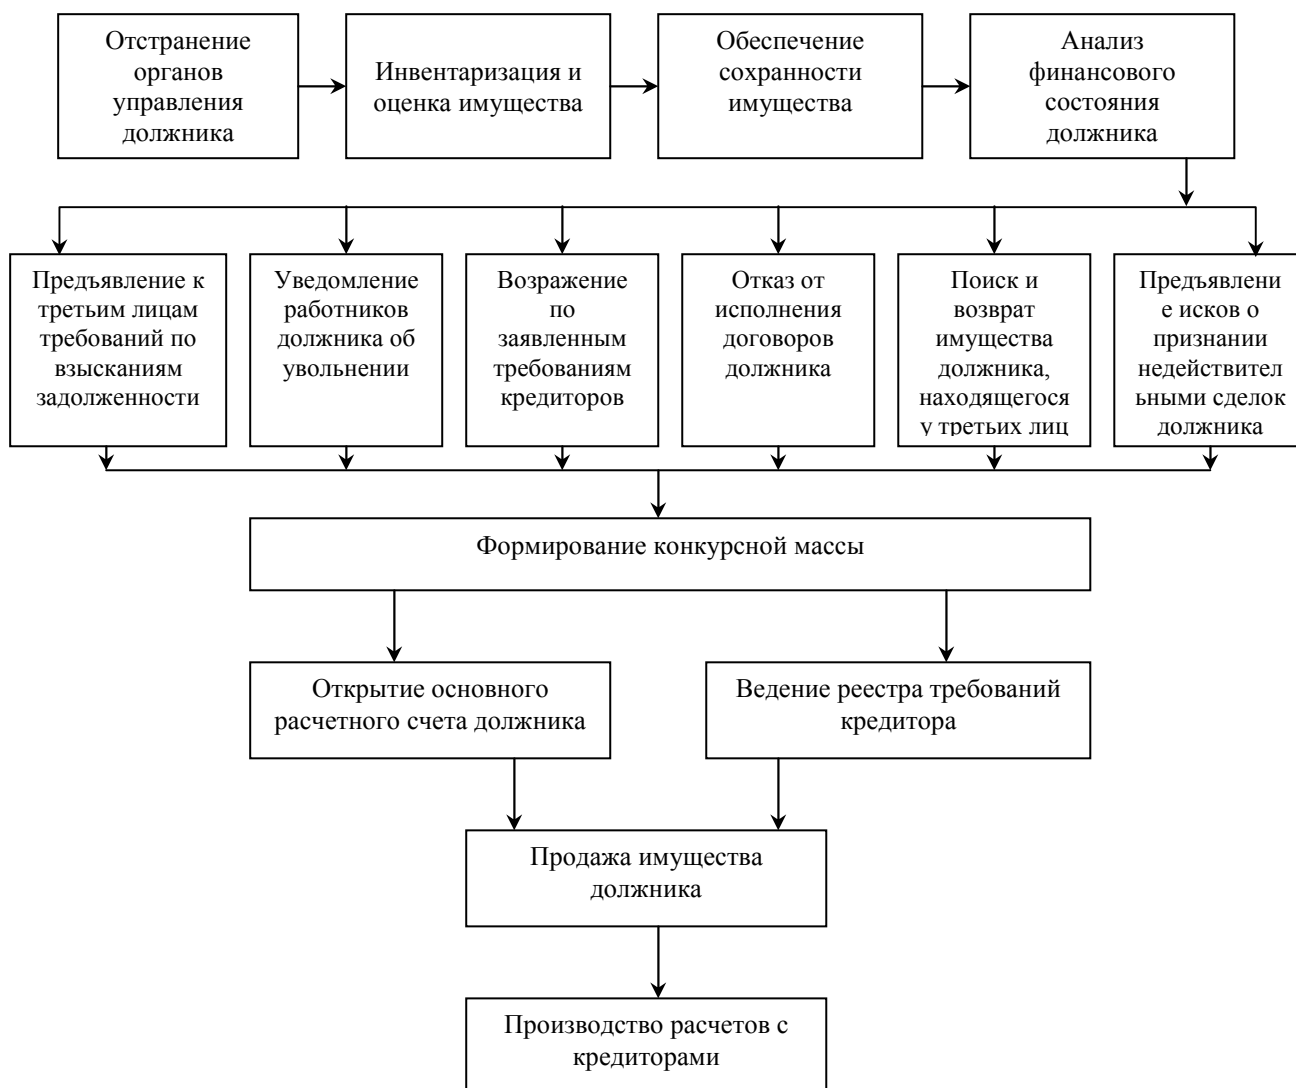 Отстранение
органов
управления
должника
Инвентаризация и
оценка имущества
Обеспечение
сохранности
имущества
Анализ
финансового
состояния
должника
Предъявление к
третьим лицам
требований по
взысканиям
задолженности
Уведомление
работников
должника об
увольнении
Возражение
по
заявленным
требованиям
кредиторов
Отказ от
исполнения
договоров
должника
Поиск и
возврат
имущества
должника,
находящегося
у третьих лиц
Предъявлени
е исков о
признании
недействител
ьными сделок
должника
Формирование конкурсной массы
Открытие основного
расчетного счета должника
Ведение реестра требований
кредитора
Продажа имущества
должника
Производство расчетов с
кредиторами